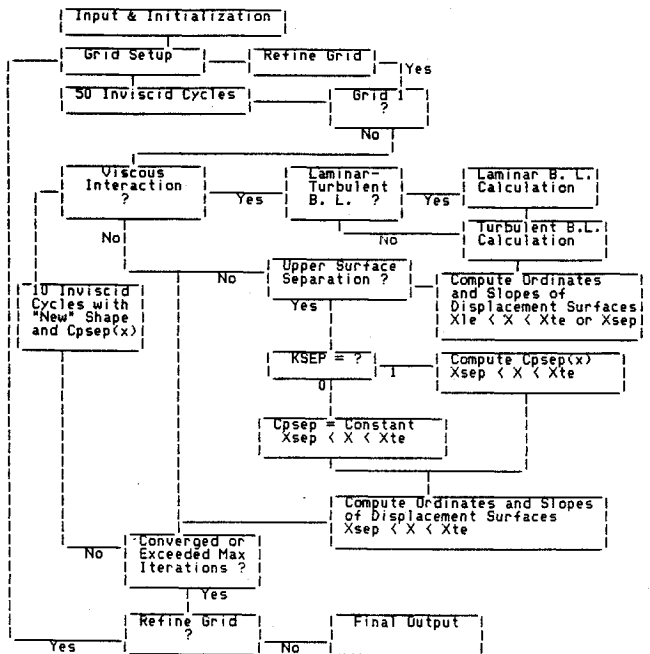 Input & Initialization
Grid Setup
Refine Grid
Yes
50 Inviscid Cycles
Grid 1
?
No
Viscous
Interaction
?
Yes
Laminar-
Turbulent
B. L. ?
Yes
Laminar B. L.
Calculation
No
No
Turbulent B.L.
Calculation
10 Inviscid
Cycles with
"New" Shape
and Cpsep(x)
No
Upper Surface
Separation ?
Yes
Compute Ordinates
and Slopes of
Displacement Surfaces
Xle < X < Xte or Xsep
KSEP = ?
0
1
Compute Cpsep(x)
Xsep < X < Xte
Cpsep = Constant
Xsep < X < Xte
Compute Ordinates and Slopes
of Displacement Surfaces
Xsep < X < Xte
No
Converged or
Exceeded Max
Iterations ?
Yes
Refine Grid
?
Yes
No
Final Output